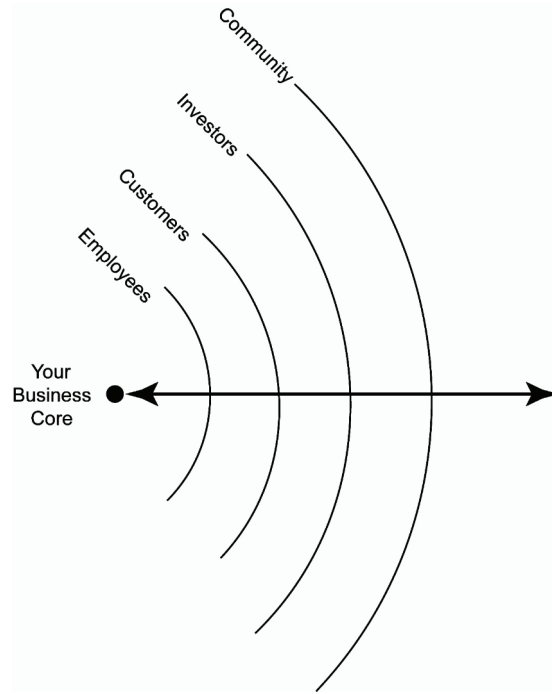 Community
Investors
Customers
Employees
Your
Business
Core